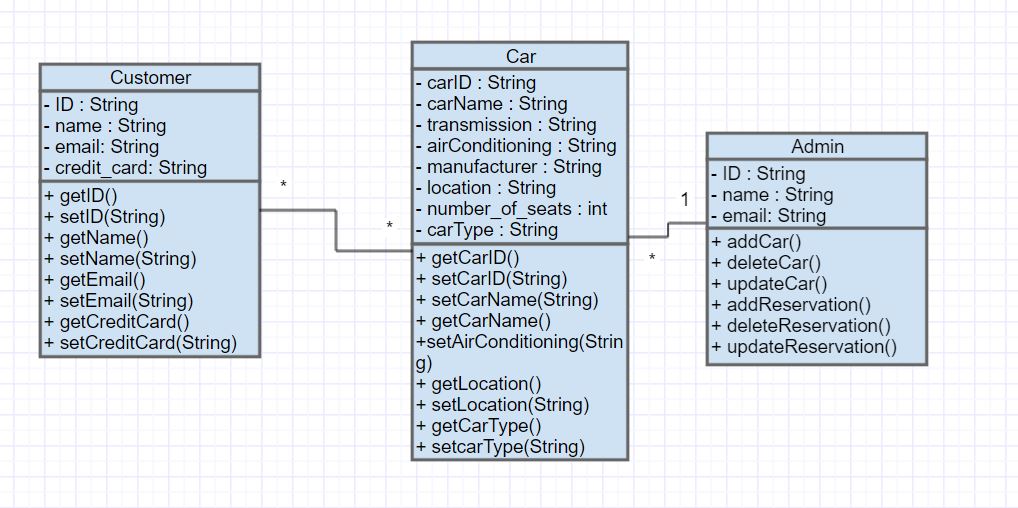 Customer
- ID : String
- name : String
- email: String
- credit_card: String
+ getID()
+ setID(String)
+ getName()
+ setName(String)
+ getEmail()
+ setEmail(String)
+ getCreditCard()
+ setCreditCard(String)
*
*
Car
- carID : String
- carName : String
- transmission : String
- airConditioning : String
- manufacturer : String
- location : String
- number_of_seats : int
- carType : String
+ getCarID()
+ setCarID(String)
+ setCarName(String)
+ getCarName()
+setAirConditioning(Strin
g)
+ getLocation()
+ setLocation(String)
+ getCarType()
+ setcarType(String)
*
1
Admin
- ID : String
- name : String
- email: String
+ addCar()
+ deleteCar()
+ updateCar()
+ addReservation()
+ deleteReservation()
+ updateReservation()